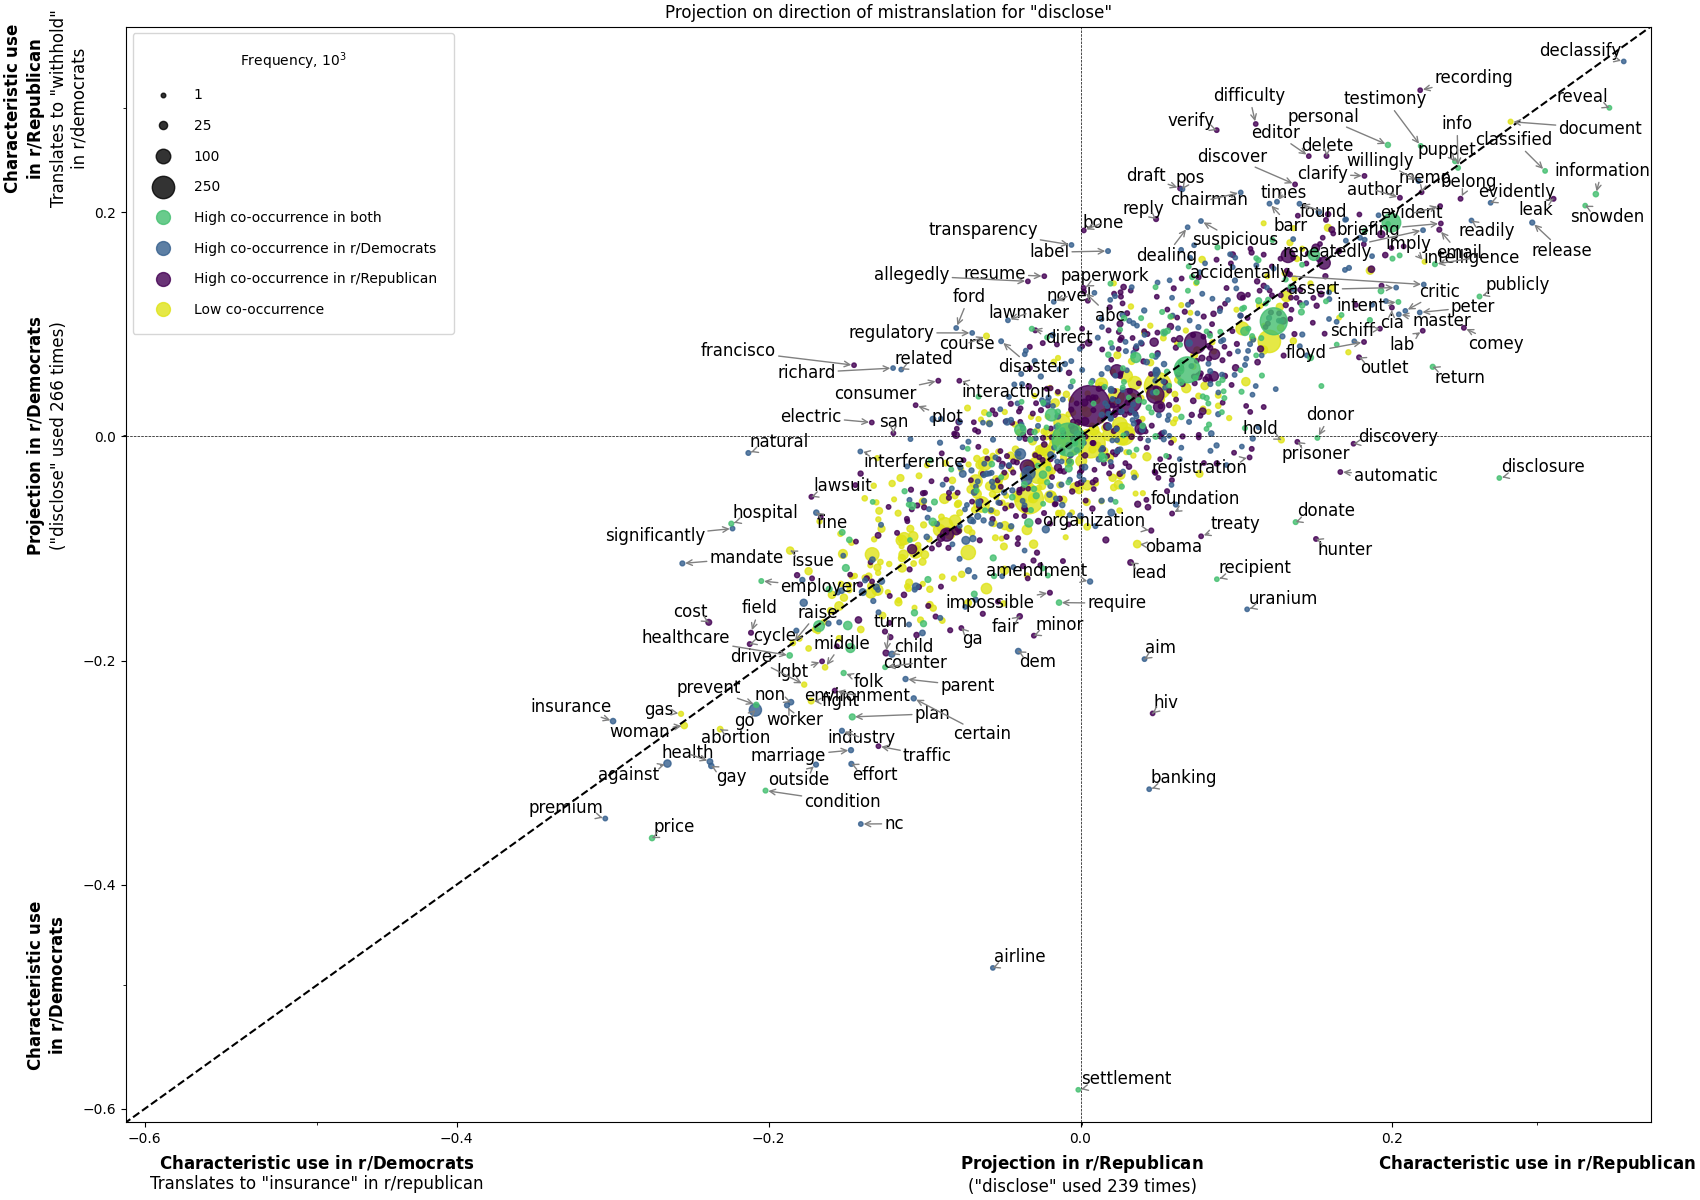 Projection on direction of mistranslation for "disclose"
Characteristic use
in r/Republican
Translates to "withhold"
in r/democrats
Projection in r/Democrats
("disclose" used 266 times)
Characteristic use
in r/Democrats
Frequency, 10³
1
25
100
250
High co-occurrence in both
High co-occurrence in r/Democrats
High co-occurrence in r/Republican
Low co-occurrence
0.2
0.0
−0.2
−0.4
−0.6
declassify
recording
reveal
difficulty
testimony
verify
personal
info
document
editor
classified
delete
puppet
discover
willingly
information
draft
pos
clarify
memo
belong
chairman
times
author
evidently
reply
found
evident
leak
snowden
bone
barr
briefing
readily
transparency
suspicious
imply
email
release
label
dealing
repeatedly
intelligence
allegedly
resume
paperwork
accidentally
publicly
ford
novel
assert
critic
lawmaker
abc
intent
peter
regulatory
course
direct
schiff
cia
master
francisco
related
floyd
lab
comey
richard
disaster
outlet
return
consumer
interaction
electric
san
plot
donor
natural
hold
discovery
interference
prisoner
registration
disclosure
automatic
lawsuit
foundation
hospital
fine
organization
treaty
donate
significantly
obama
hunter
mandate
issue
amendment
lead
recipient
employer
impossible
require
uranium
cost
field
raise
fair
minor
healthcare
cycle
turn
ga
drive
middle
child
counter
dem
aim
lgbt
folk
parent
prevent
non
environment
fight
hiv
insurance
gas
go
worker
plan
woman
abortion
certain
industry
health
marriage
traffic
against
gay
outside
effort
banking
condition
premium
price
nc
airline
settlement
−0.6
−0.4
−0.2
0.0
0.2
Characteristic use in r/Democrats
Projection in r/Republican
Characteristic use in r/Republican
Translates to "insurance" in r/republican
("disclose" used 239 times)